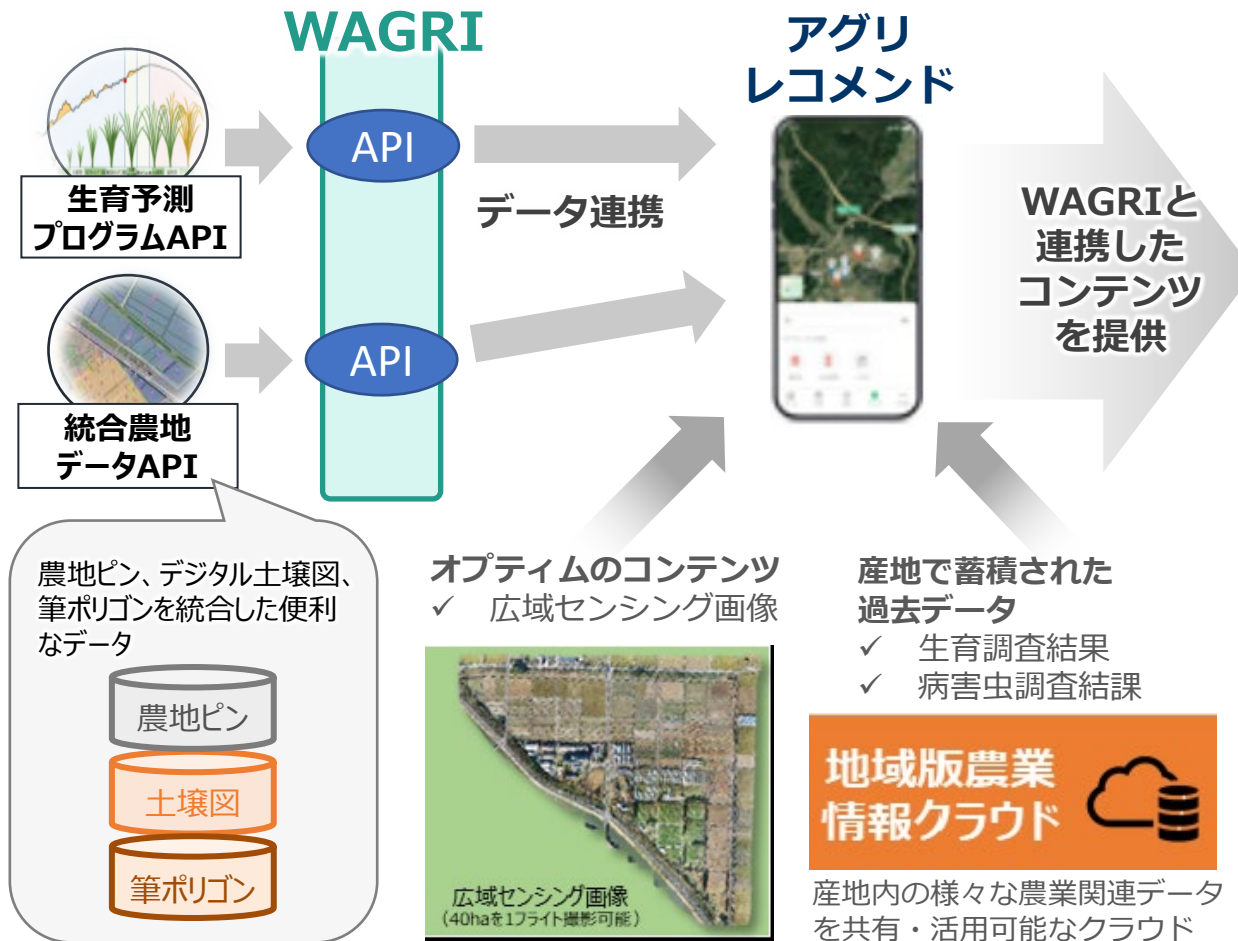 WAGRI
アグリ
レコメンド
API
生育予測
プログラムAPI
データ連携
WAGRIと
連携した
コンテンツ
を提供
API
統合農地
データAPI
農地ピン、デジタル土壌図、
筆ポリゴンを統合した便利
なデータ
農地ピン
土壌図
筆ポリゴン
オプティムのコンテンツ
✓ 広域センシング画像
広域センシング画像
(40haを1フライト撮影可能)
産地で蓄積された
過去データ
✓ 生育調査結果
✓ 病害虫調査結課
地域版農業
情報クラウド
産地内の様々な農業関連データ
を共有・活用可能なクラウド